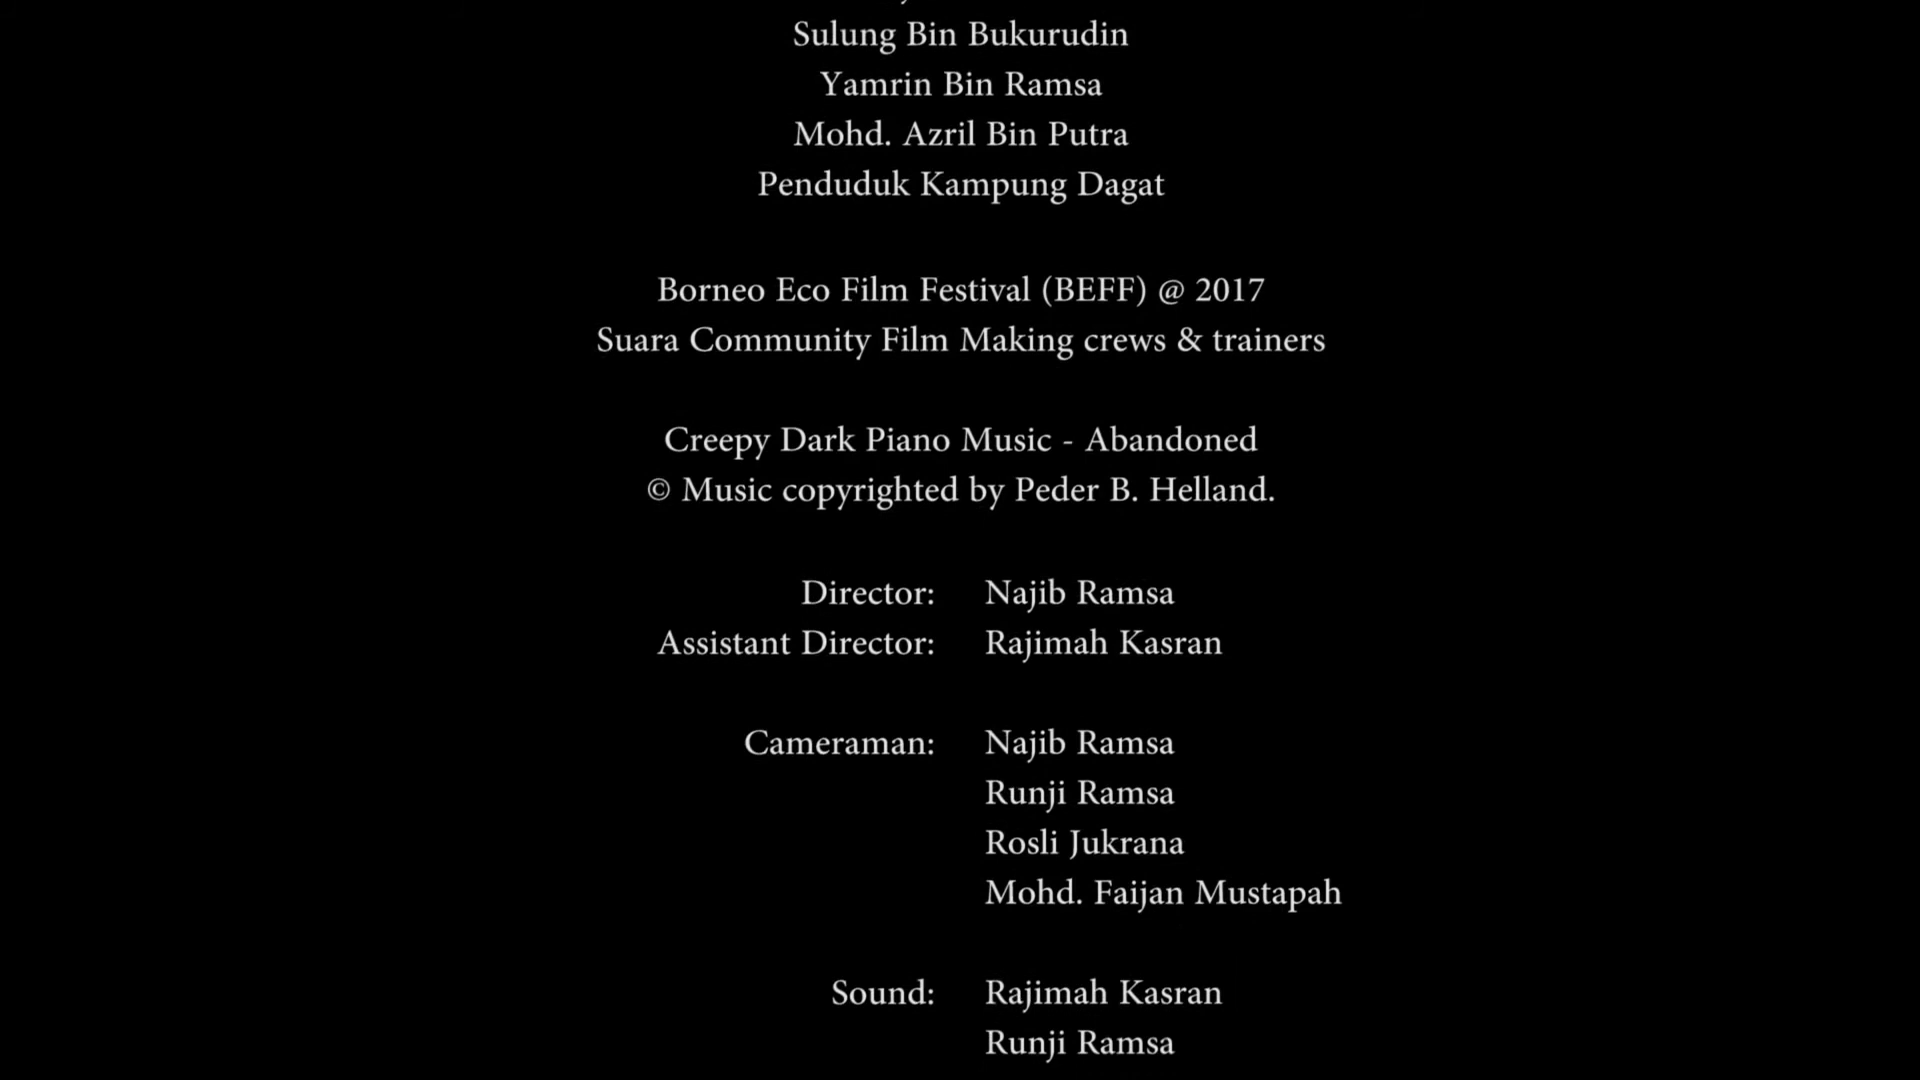 Sulung Bin Bukurudin
Yamrin Bin Ramsa
Mohd. Azril Bin Putra
Penduduk Kampung Dagat
Borneo Eco Film Festival (BEFF) @ 2017
Suara Community Film Making crews & trainers
Creepy Dark Piano Music - Abandoned
© Music copyrighted by Peder B. Helland.
Director: Najib Ramsa
Assistant Director: Rajimah Kasran
Cameraman: Najib Ramsa
Runji Ramsa
Rosli Jukrana
Mohd. Faijan Mustapah
Sound: Rajimah Kasran
Runji Ramsa